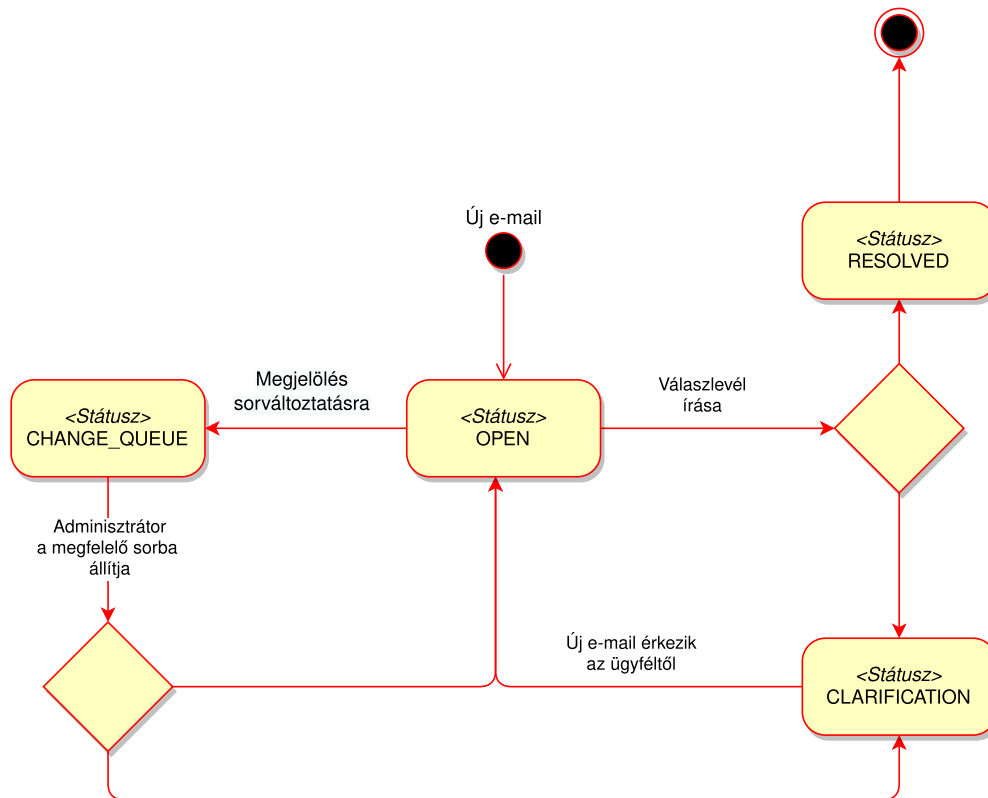 Új e-mail
<Státusz>
RESOLVED
Megjelölés
sorváltoztatásra
Válaszlevél
írása
<Státusz>
CHANGE_QUEUE
<Státusz>
OPEN
Adminisztrátor
a megfelelő sorba
állítja
Új e-mail érkezik
az ügyféltől
<Státusz>
CLARIFICATION